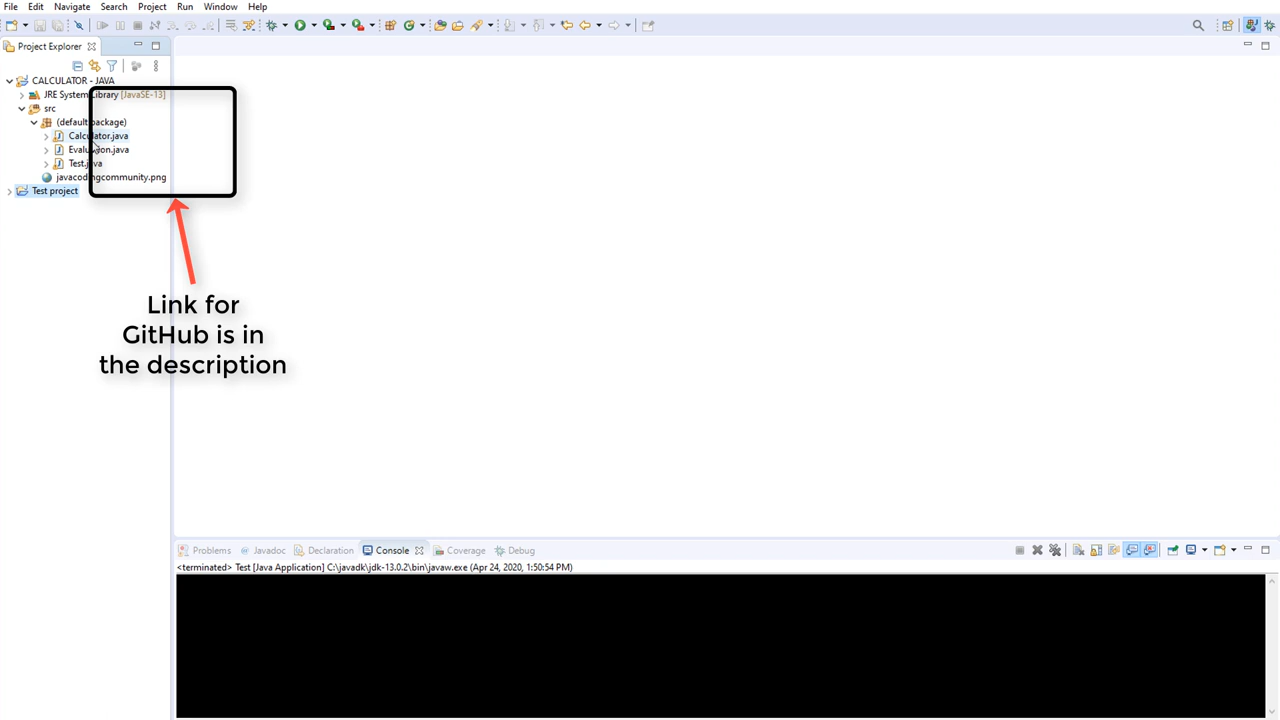 File Edit Navigate Search Project Run Window Help
Project Explorer
CALCULATOR - JAVA
JRE System Library [JavaSE-13]
src
(default package)
Calculator.java
Evaluation.java
Test.java
javacodingcommunity.png
Test project
Link for
GitHub is in
the description
Problems Javadoc Declaration Console Coverage Debug
<terminated> Test [Java Application] C:\javadk\jdk-13.0.2\bin\javaw.exe (Apr 24, 2020, 1:50:54 PM)